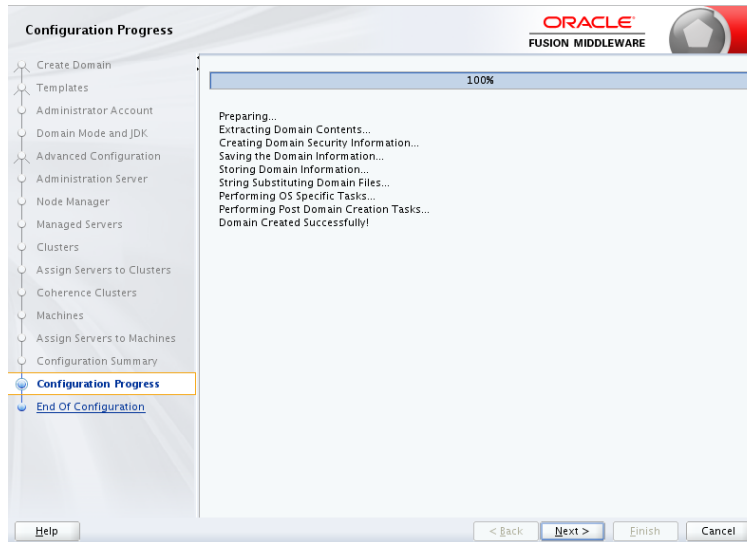 Configuration Progress
ORACLE
FUSION MIDDLEWARE
Create Domain
Templates
Administrator Account
Domain Mode and JDK
Advanced Configuration
Administration Server
Node Manager
Managed Servers
Clusters
Assign Servers to Clusters
Coherence Clusters
Machines
Assign Servers to Machines
Configuration Summary
Configuration Progress
End Of Configuration
100%
Preparing...
Extracting Domain Contents...
Creating Domain Security Information...
Saving the Domain Information...
Storing Domain Information...
String Substituting Domain Files...
Performing OS Specific Tasks...
Performing Post Domain Creation Tasks...
Domain Created Successfully!
Help
< Back
Next >
Finish
Cancel